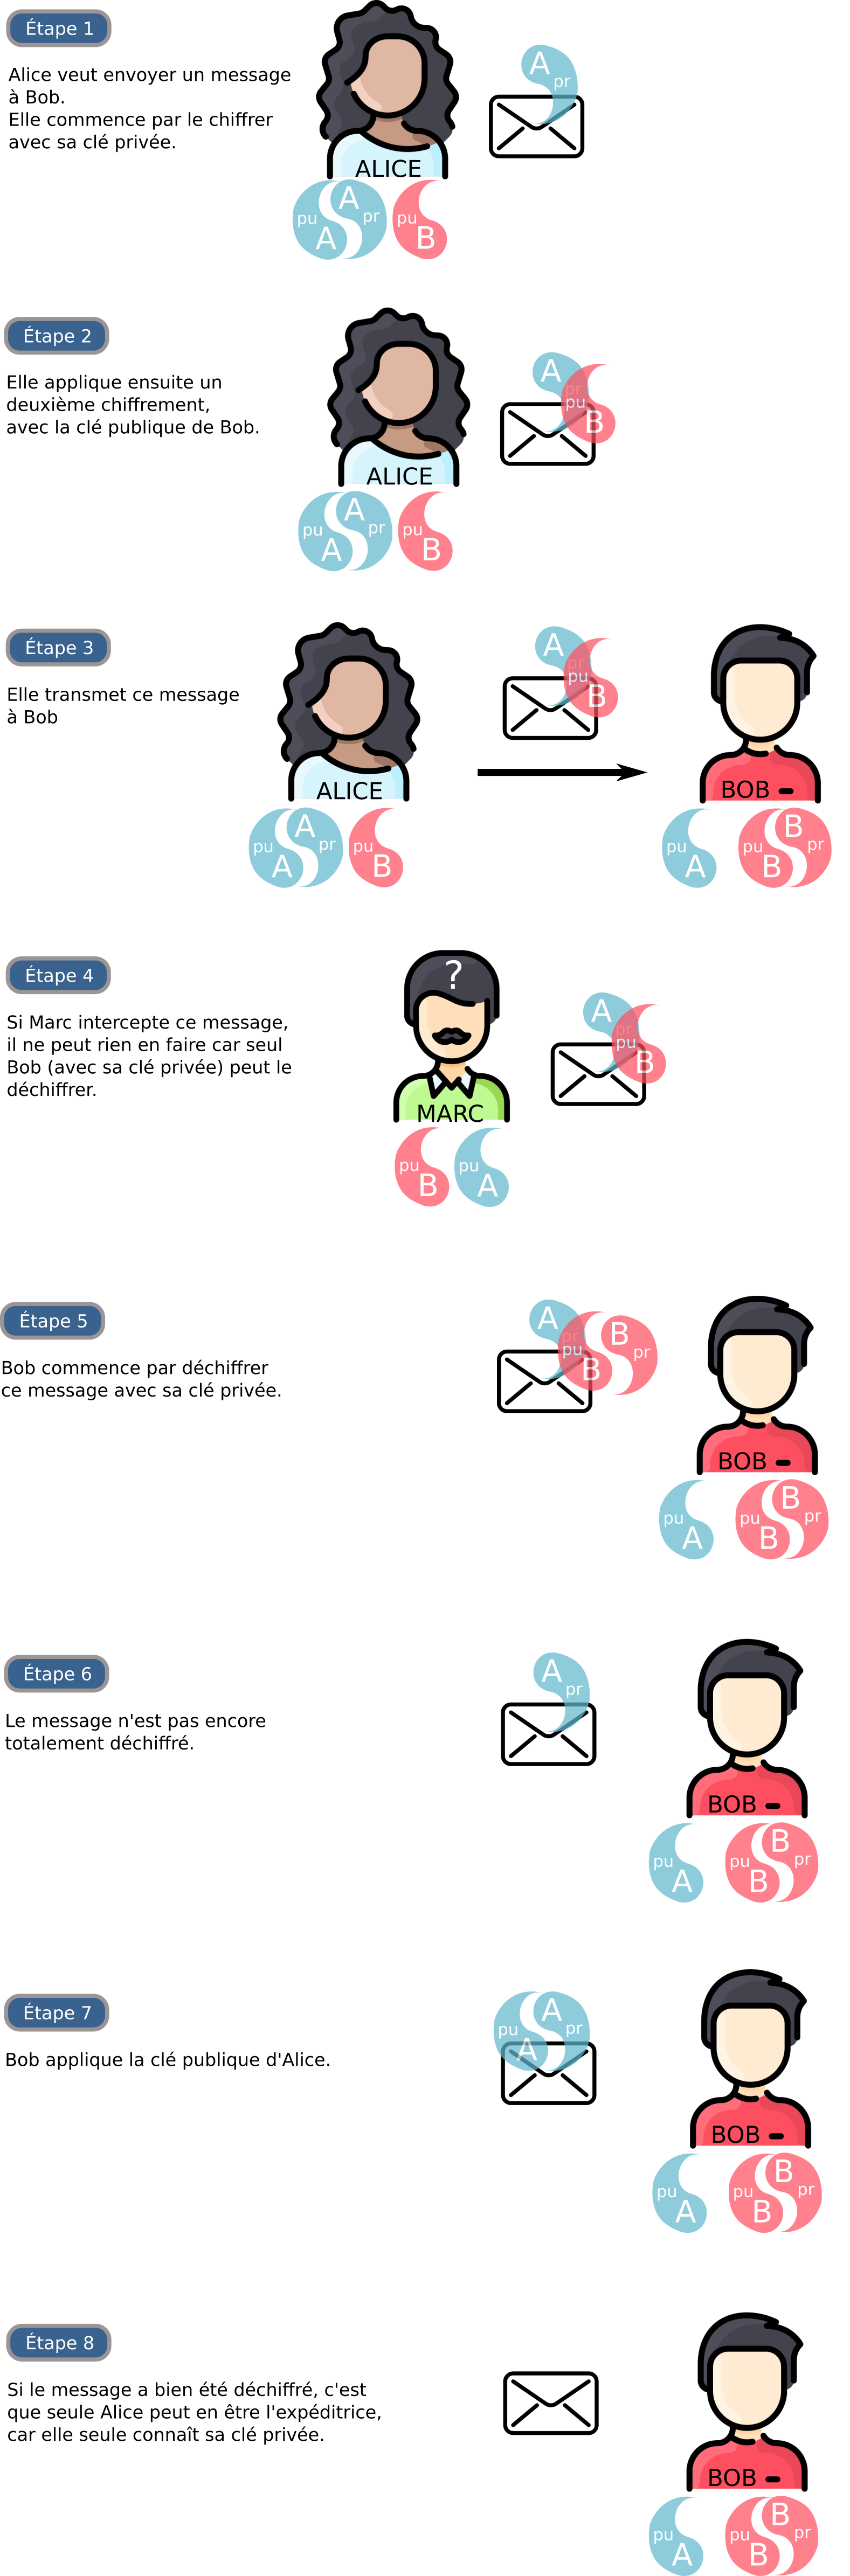 Étape 1
Alice veut envoyer un message
à Bob.
Elle commence par le chiffrer
avec sa clé privée.
A
pr
ALICE
pu
A
A
pr
pu
B
Étape 2
Elle applique ensuite un
deuxième chiffrement,
avec la clé publique de Bob.
A
pr
pu
B
ALICE
pu
A
A
pr
pu
B
Étape 3
Elle transmet ce message
à Bob
A
pr
pu
B
ALICE
BOB
pu
A
A
pr
pu
B
pu
A
pu
B
B
pr
Étape 4
Si Marc intercepte ce message,
il ne peut rien en faire car seul
Bob (avec sa clé privée) peut le
déchiffrer.
?
A
pr
pu
B
MARC
pu
B
pu
A
Étape 5
Bob commence par déchiffrer
ce message avec sa clé privée.
A
pr
pu
B
B
pr
BOB
pu
A
pu
B
B
pr
Étape 6
Le message n'est pas encore
totalement déchiffré.
A
pr
BOB
pu
A
pu
B
B
pr
Étape 7
Bob applique la clé publique d'Alice.
pu
A
A
pr
BOB
pu
A
pu
B
B
pr
Étape 8
Si le message a bien été déchiffré, c'est
que seule Alice peut en être l'expéditrice,
car elle seule connaît sa clé privée.
BOB
pu
A
pu
B
B
pr